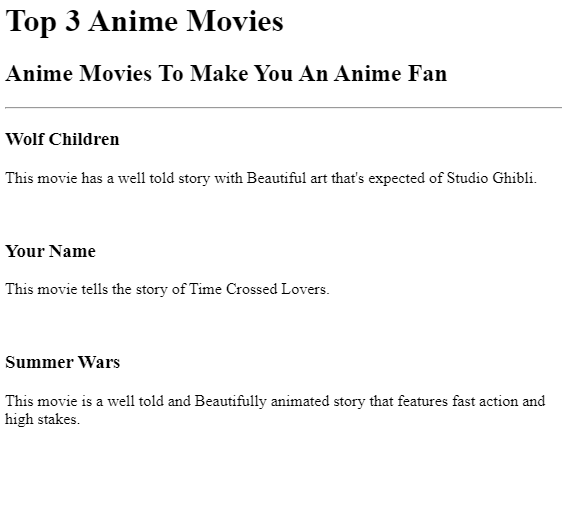 Top 3 Anime Movies
Anime Movies To Make You An Anime Fan
Wolf Children
This movie has a well told story with Beautiful art that's expected of Studio Ghibli.
Your Name
This movie tells the story of Time Crossed Lovers.
Summer Wars
This movie is a well told and Beautifully animated story that features fast action and
high stakes.